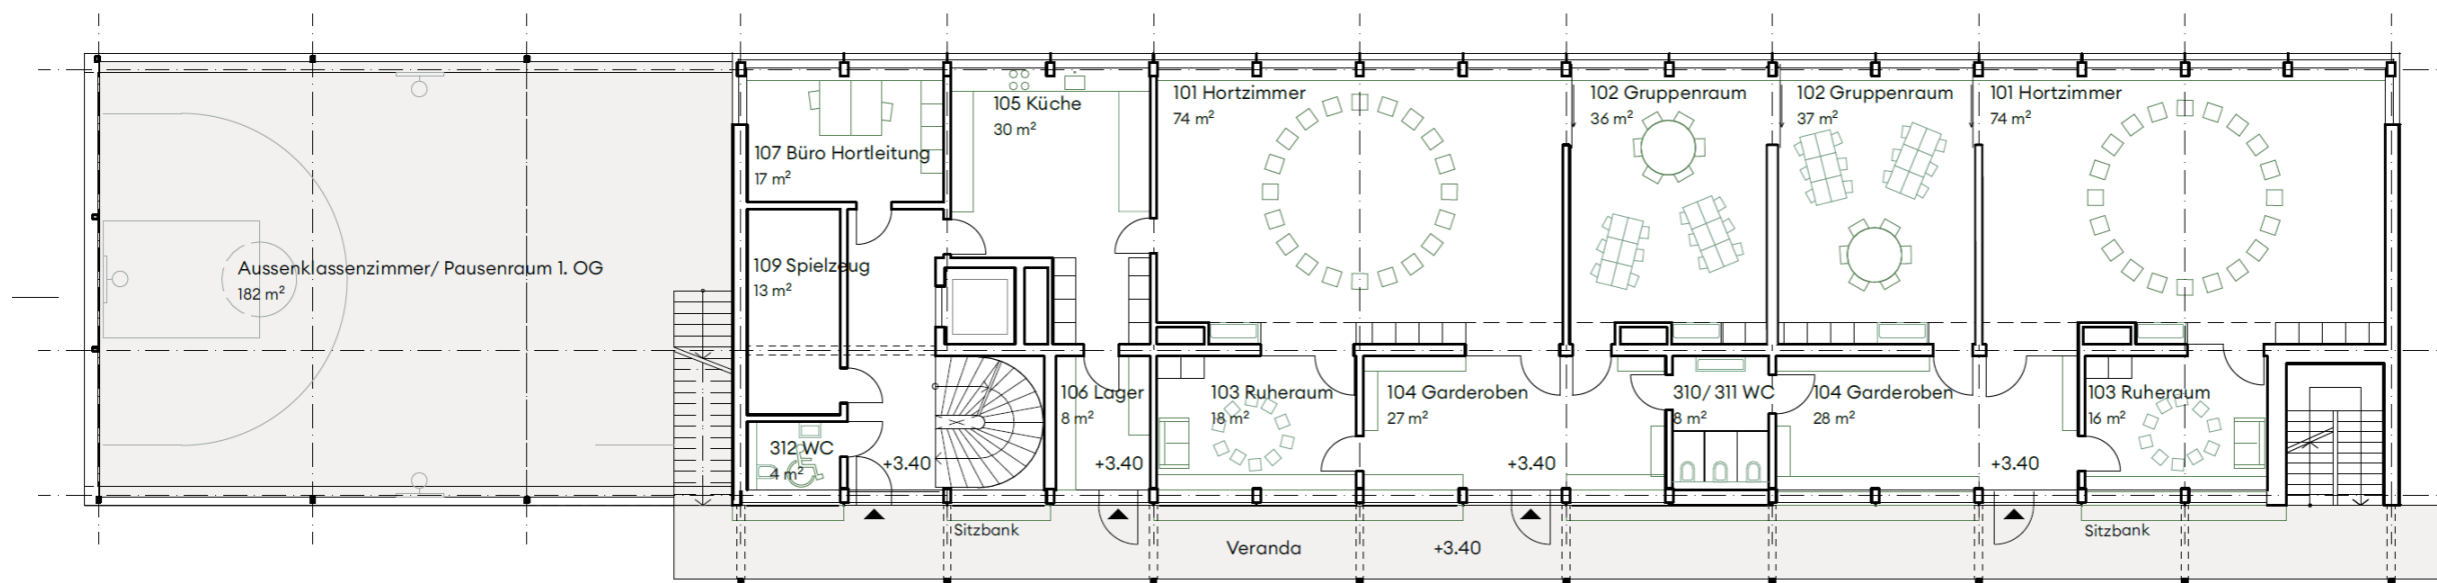 105 Küche
30 m²
101 Hortzimmer
74 m²
102 Gruppenraum
36 m²
102 Gruppenraum
37 m²
101 Hortzimmer
74 m²
107 Büro Hortleitung
17 m²
Aussenklassenzimmer/ Pausenraum 1. OG
182 m²
109 Spielzeug
13 m²
106 Lager
8 m²
103 Ruheraum
18 m²
104 Garderoben
27 m²
310/ 311 WC
8 m²
104 Garderoben
28 m²
103 Ruheraum
16 m²
312 WC
4 m²
+3.40
+3.40
+3.40
+3.40
Sitzbank
Veranda
+3.40
Sitzbank